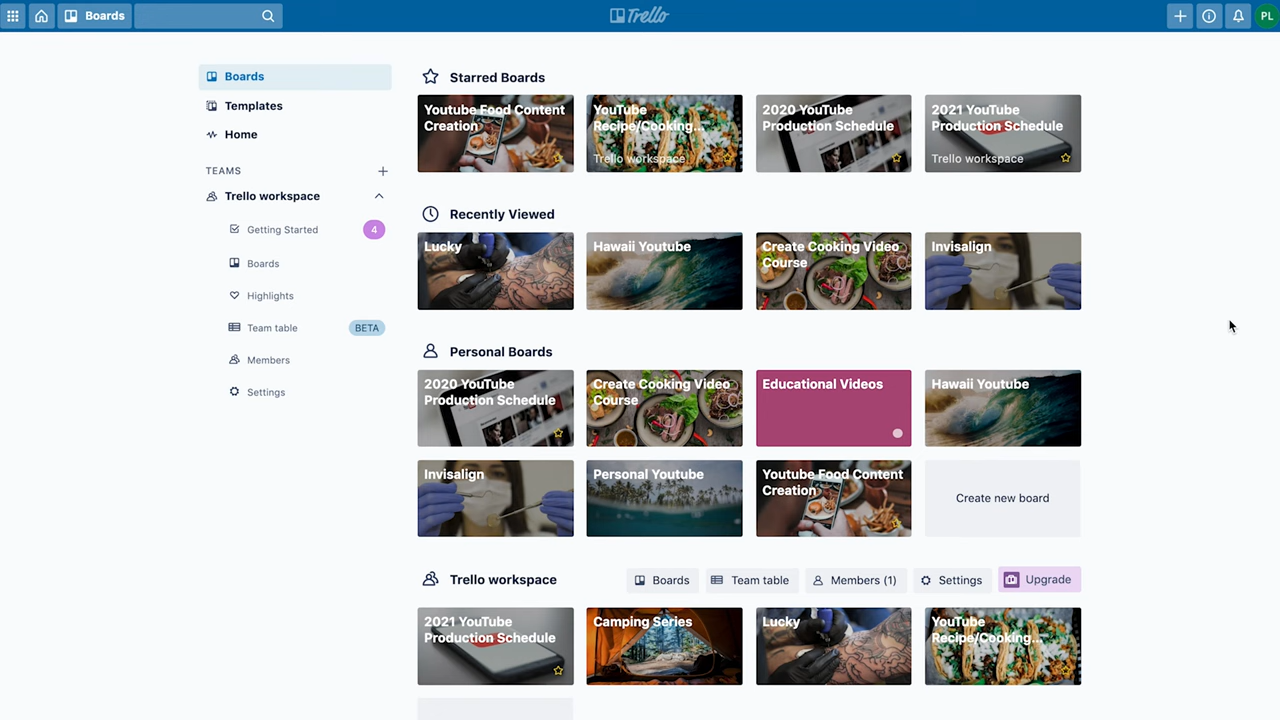 Boards
Trello
PL
Boards
Templates
Home
TEAMS
Trello workspace
Getting Started
4
Boards
Highlights
Team table
BETA
Members
Settings
Starred Boards
Youtube Food Content
Creation
YouTube
Recipe/Cooking...
Trello workspace
2020 YouTube
Production Schedule
2021 YouTube
Production Schedule
Trello workspace
Recently Viewed
Lucky
Hawaii Youtube
Create Cooking Video
Course
Invisalign
Personal Boards
2020 YouTube
Production Schedule
Create Cooking Video
Course
Educational Videos
Hawaii Youtube
Invisalign
Personal Youtube
Youtube Food Content
Creation
Create new board
Trello workspace
Boards
Team table
Members (1)
Settings
Upgrade
2021 YouTube
Production Schedule
Camping Series
Lucky
YouTube
Recipe/Cooking...